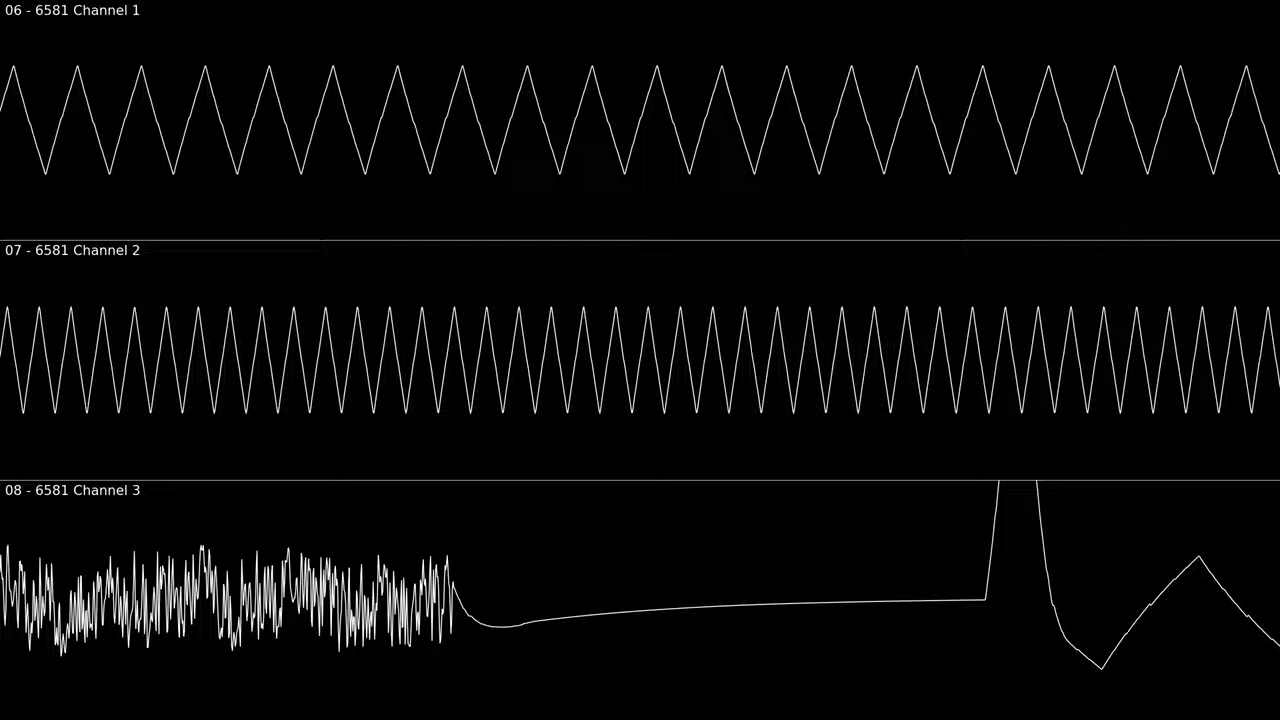 06 - 6581 Channel 1
07 - 6581 Channel 2
08 - 6581 Channel 3